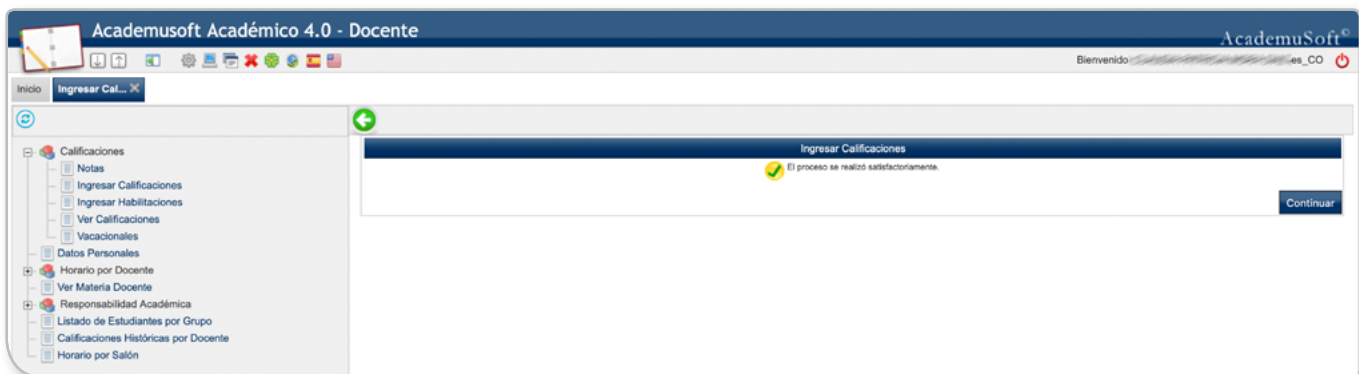 Academusoft Académico 4.0 - Docente
AcademuSoft©
Bienvenido es_CO
Inicio
Ingresar Cal...
Calificaciones
Notas
Ingresar Calificaciones
Ingresar Habilitaciones
Ver Calificaciones
Vacacionales
Datos Personales
Horario por Docente
Ver Materia Docente
Responsabilidad Académica
Listado de Estudiantes por Grupo
Calificaciones Históricas por Docente
Horario por Salón
Ingresar Calificaciones
El proceso se realizó satisfactoriamente.
Continuar